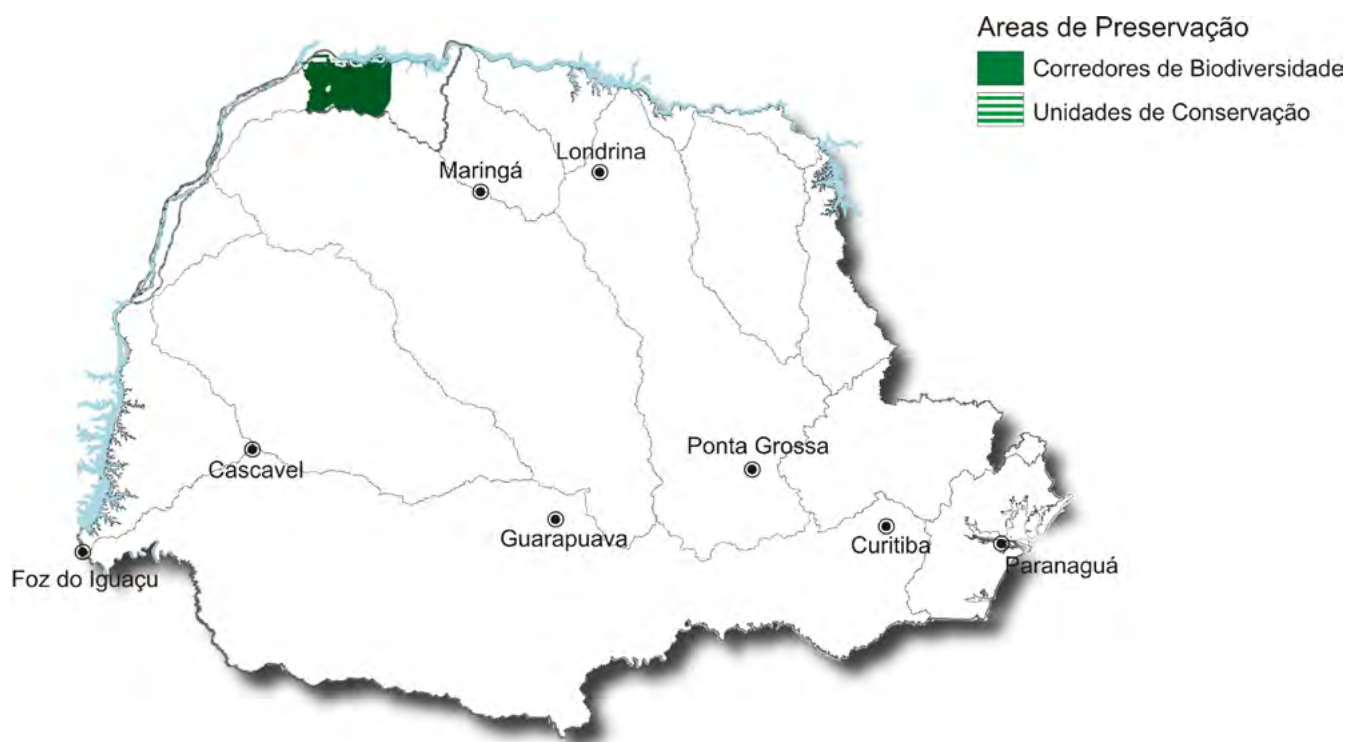 Areas de Preservação
Corredores de Biodiversidade
Unidades de Conservação
Londrina
Maringá
Ponta Grossa
Cascavel
Guarapuava
Curitiba
Paranaguá
Foz do Iguaçu